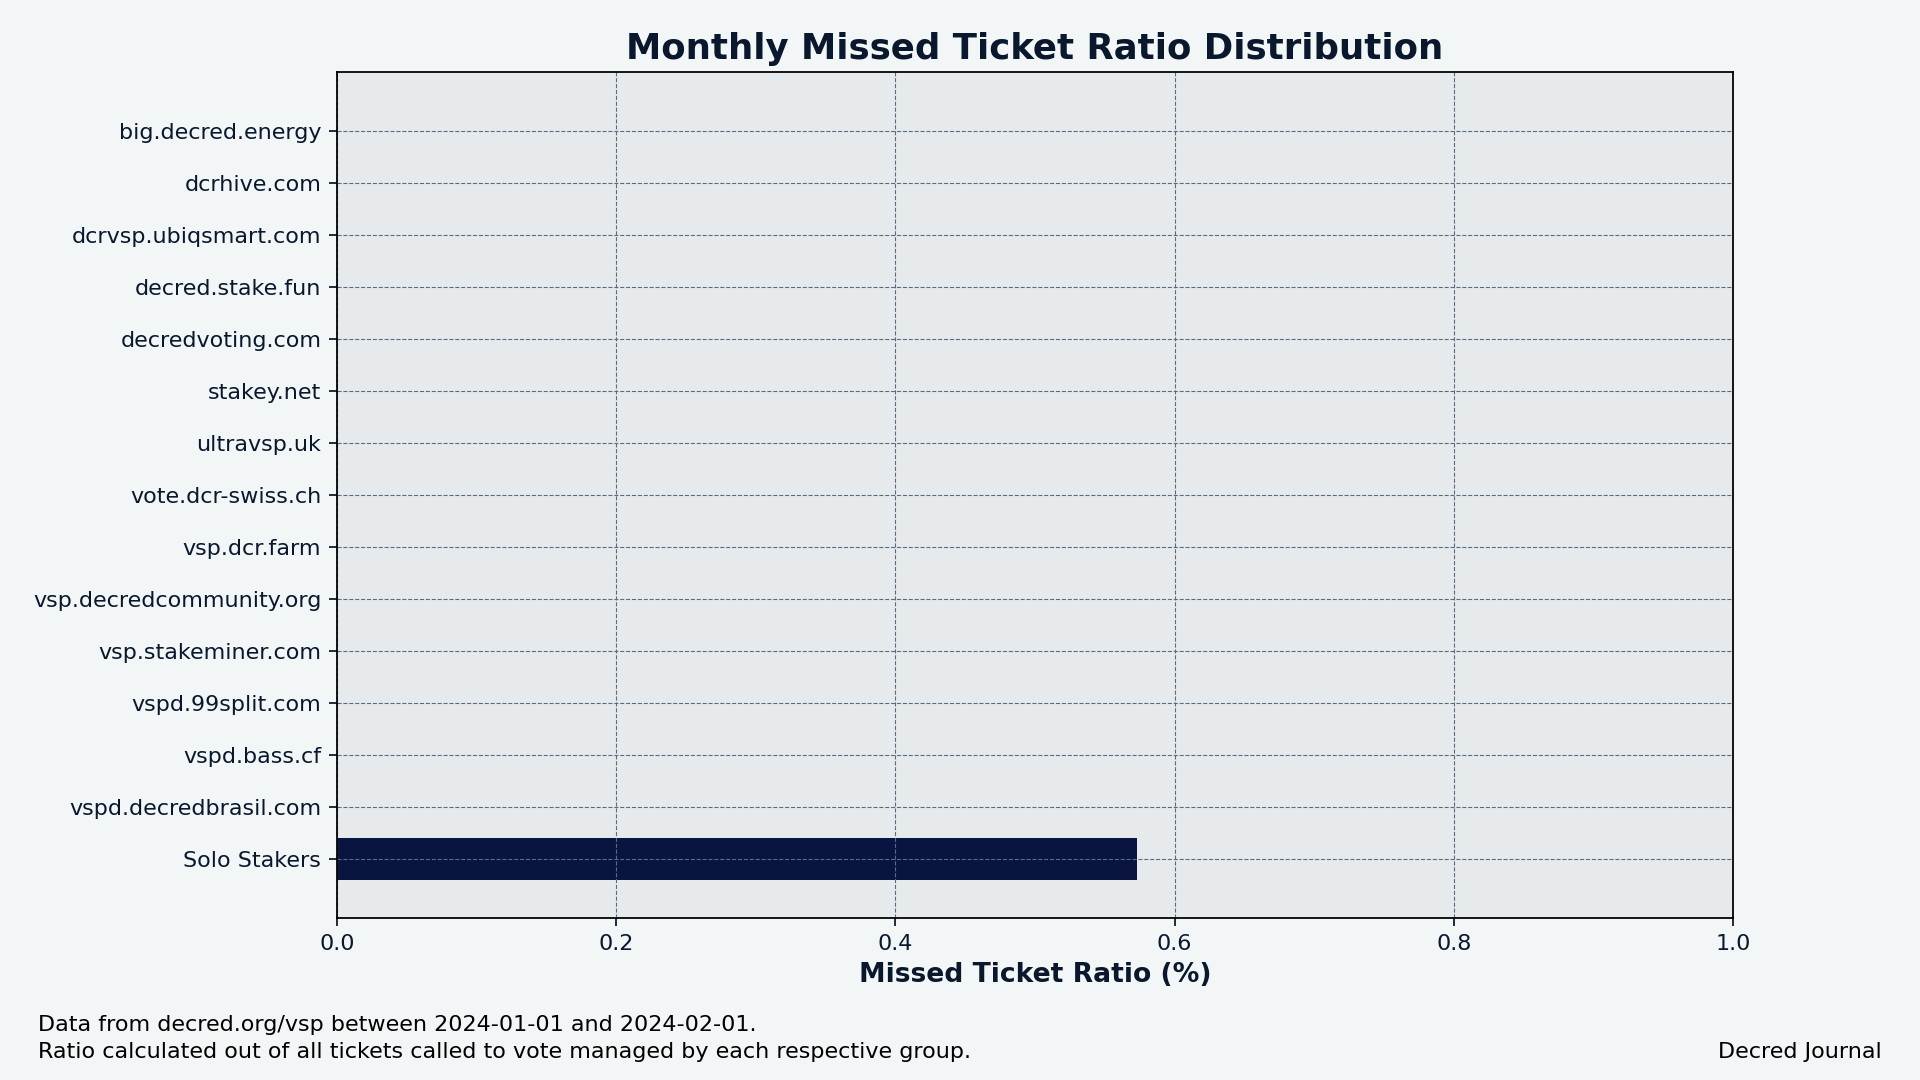 Monthly Missed Ticket Ratio Distribution
big.decred.energy
dcrhive.com
dcrvsp.ubiqsmart.com
decred.stake.fun
decredvoting.com
stakey.net
ultravsp.uk
vote.dcr-swiss.ch
vsp.dcr.farm
vsp.decredcommunity.org
vsp.stakeminer.com
vspd.99split.com
vspd.bass.cf
vspd.decredbrasil.com
Solo Stakers
0.0 0.2 0.4 0.6 0.8 1.0
Missed Ticket Ratio (%)
Data from decred.org/vsp between 2024-01-01 and 2024-02-01.
Ratio calculated out of all tickets called to vote managed by each respective group.
Decred Journal